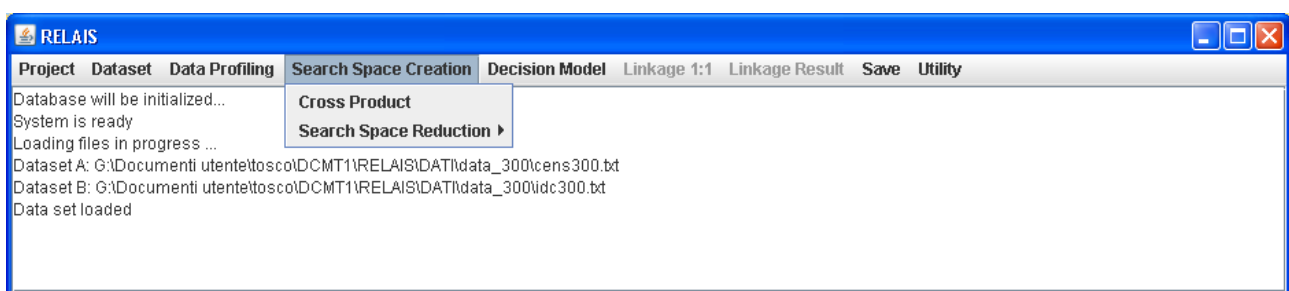 RELAIS
Project Dataset Data Profiling Search Space Creation Decision Model Linkage 1:1 Linkage Result Save Utility
Cross Product
Search Space Reduction
Database will be initialized...
System is ready
Loading files in progress ...
Dataset A: G:\Documenti utente\tosco\DCMT1\RELAIS\DATI\data_300\cens300.txt
Dataset B: G:\Documenti utente\tosco\DCMT1\RELAIS\DATI\data_300\idc300.txt
Data set loaded